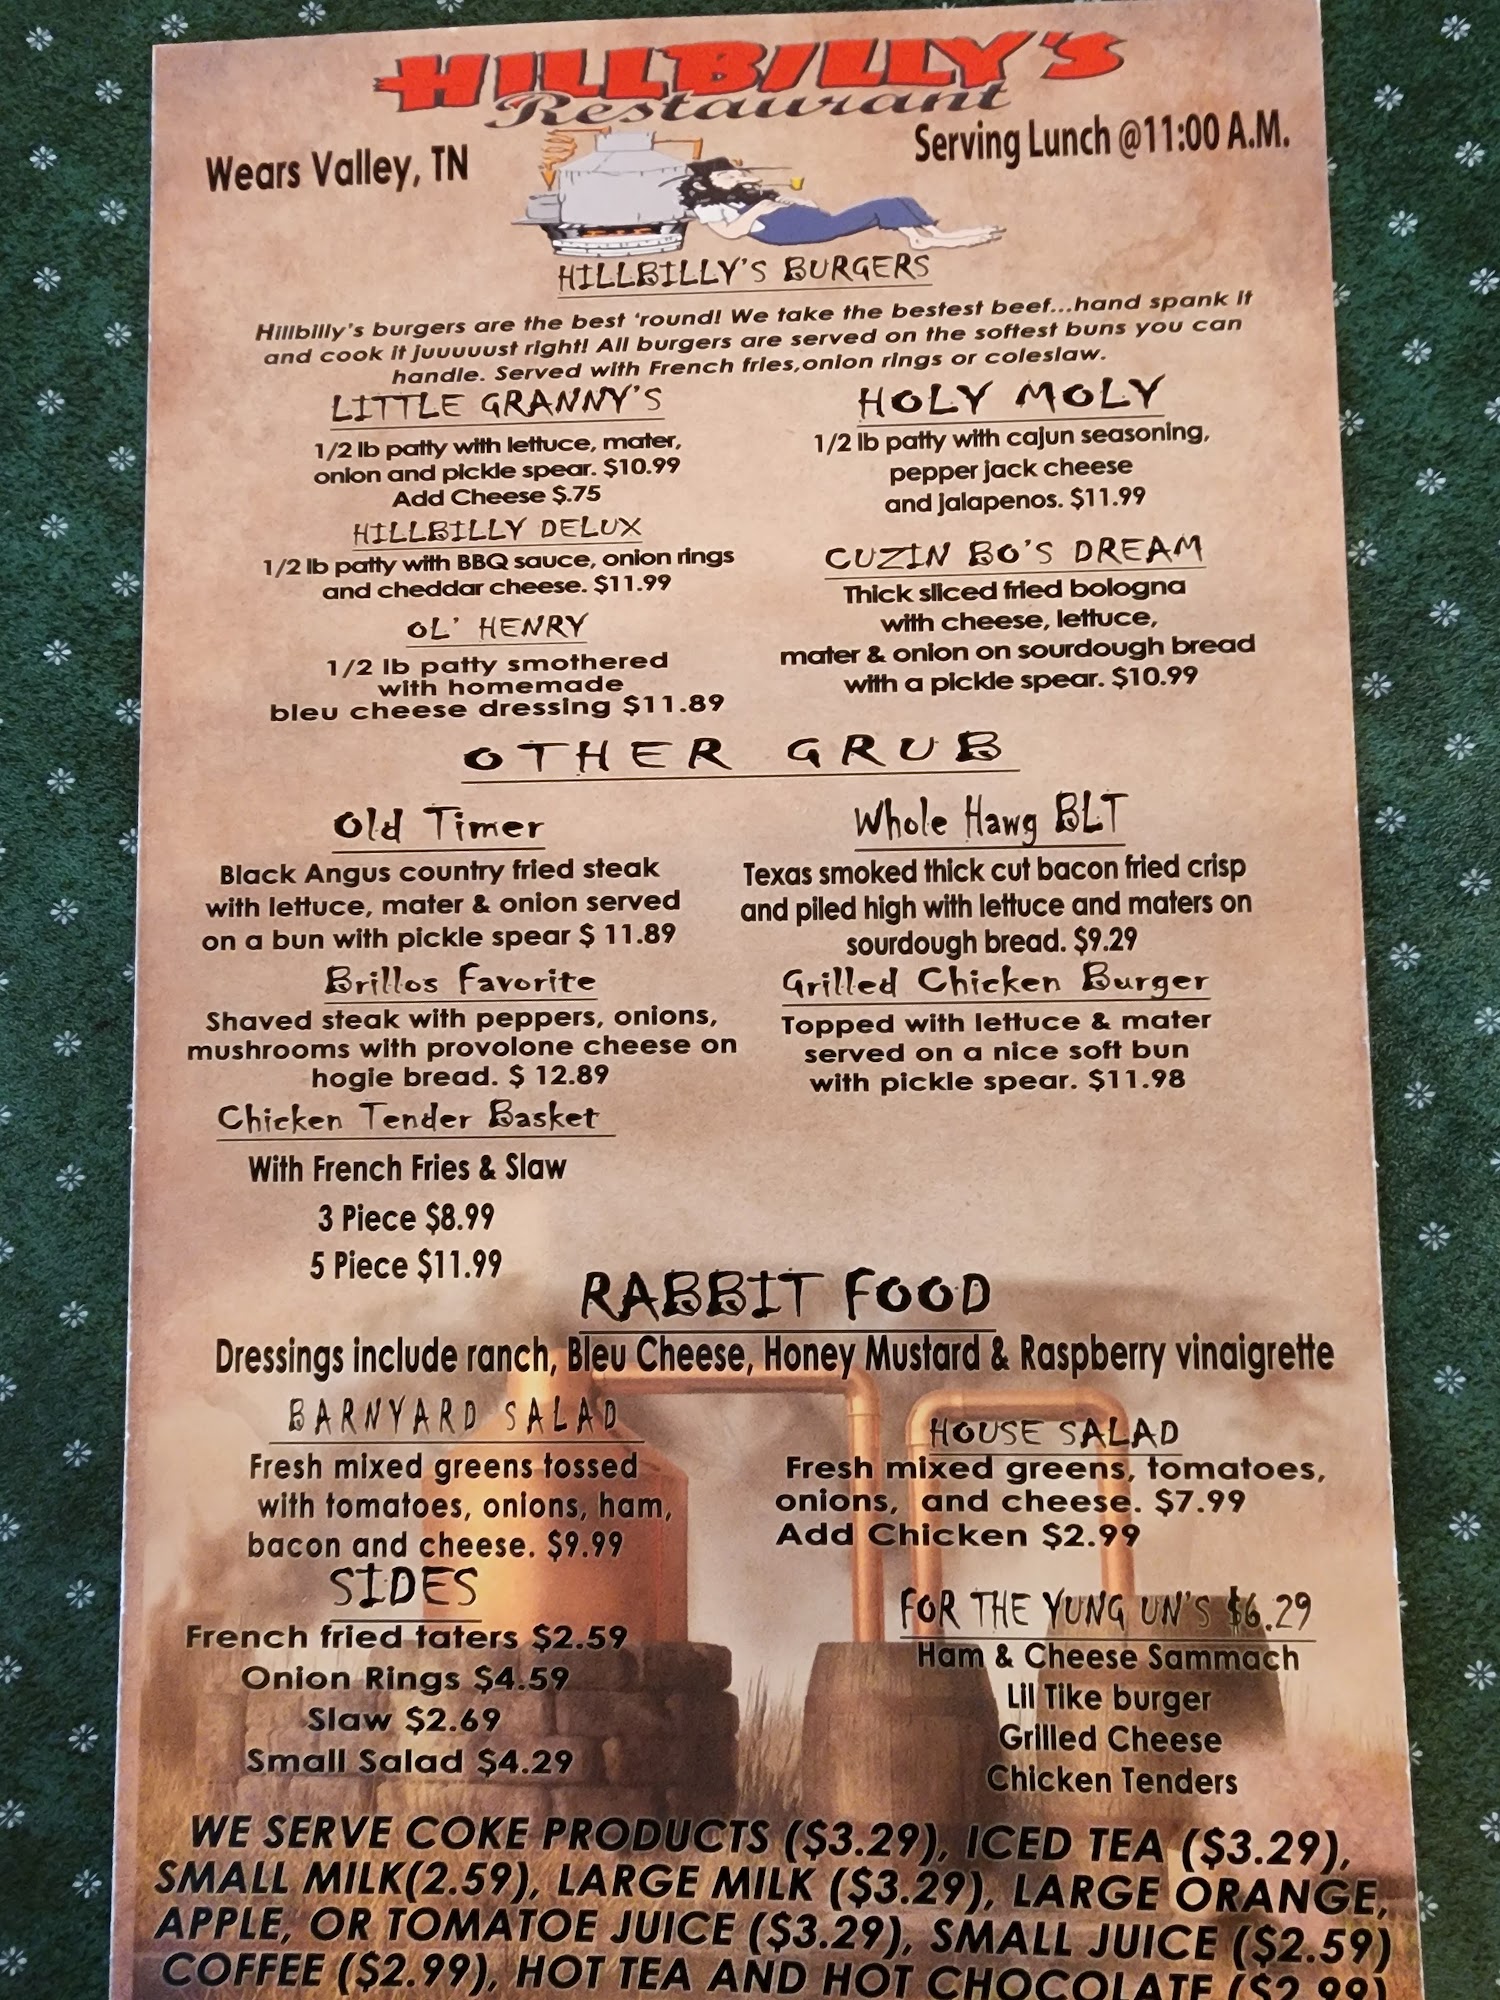 HILLBILLY'S
Restaurant
Wears Valley, TN
Serving Lunch @11:00 A.M.
HILLBILLY'S BURGERS
Hillbilly's burgers are the best 'round! We take the bestest beef...hand spank it
and cook it juuuuust right! All burgers are served on the softest buns you can
handle. Served with French fries,onion rings or coleslaw.
LITTLE GRANNY'S
1/2 lb patty with lettuce, mater,
onion and pickle spear. $10.99
Add Cheese $.75
HILLBILLY DELUX
1/2 lb patty with BBQ sauce, onion rings
and cheddar cheese. $11.99
OL' HENRY
1/2 lb patty smothered
with homemade
bleu cheese dressing $11.89
HOLY MOLY
1/2 lb patty with cajun seasoning,
pepper jack cheese
and jalapenos. $11.99
CUZIN BO'S DREAM
Thick sliced fried bologna
with cheese, lettuce,
mater & onion on sourdough bread
with a pickle spear. $10.99
OTHER GRUB
Old Timer
Black Angus country fried steak
with lettuce, mater & onion served
on a bun with pickle spear $ 11.89
Brillos Favorite
Shaved steak with peppers, onions,
mushrooms with provolone cheese on
hogie bread. $ 12.89
Chicken Tender Basket
With French Fries & Slaw
3 Piece $8.99
5 Piece $11.99
Whole Hawg BLT
Texas smoked thick cut bacon fried crisp
and piled high with lettuce and maters on
sourdough bread. $9.29
Grilled Chicken Burger
Topped with lettuce & mater
served on a nice soft bun
with pickle spear. $11.98
RABBIT FOOD
Dressings include ranch, Bleu Cheese, Honey Mustard & Raspberry vinaigrette
BARNYARD SALAD
Fresh mixed greens tossed
with tomatoes, onions, ham,
bacon and cheese. $9.99
HOUSE SALAD
Fresh mixed greens, tomatoes,
onions, and cheese. $7.99
Add Chicken $2.99
SIDES
French fried taters $2.59
Onion Rings $4.59
Slaw $2.69
Small Salad $4.29
FOR THE YUNG UN'S $6.29
Ham & Cheese Sammach
Lil Tike burger
Grilled Cheese
Chicken Tenders
WE SERVE COKE PRODUCTS ($3.29), ICED TEA ($3.29),
SMALL MILK(2.59), LARGE MILK ($3.29), LARGE ORANGE,
APPLE, OR TOMATOE JUICE ($3.29), SMALL JUICE ($2.59)
COFFEE ($2.99), HOT TEA AND HOT CHOCOLATE ($2.99)